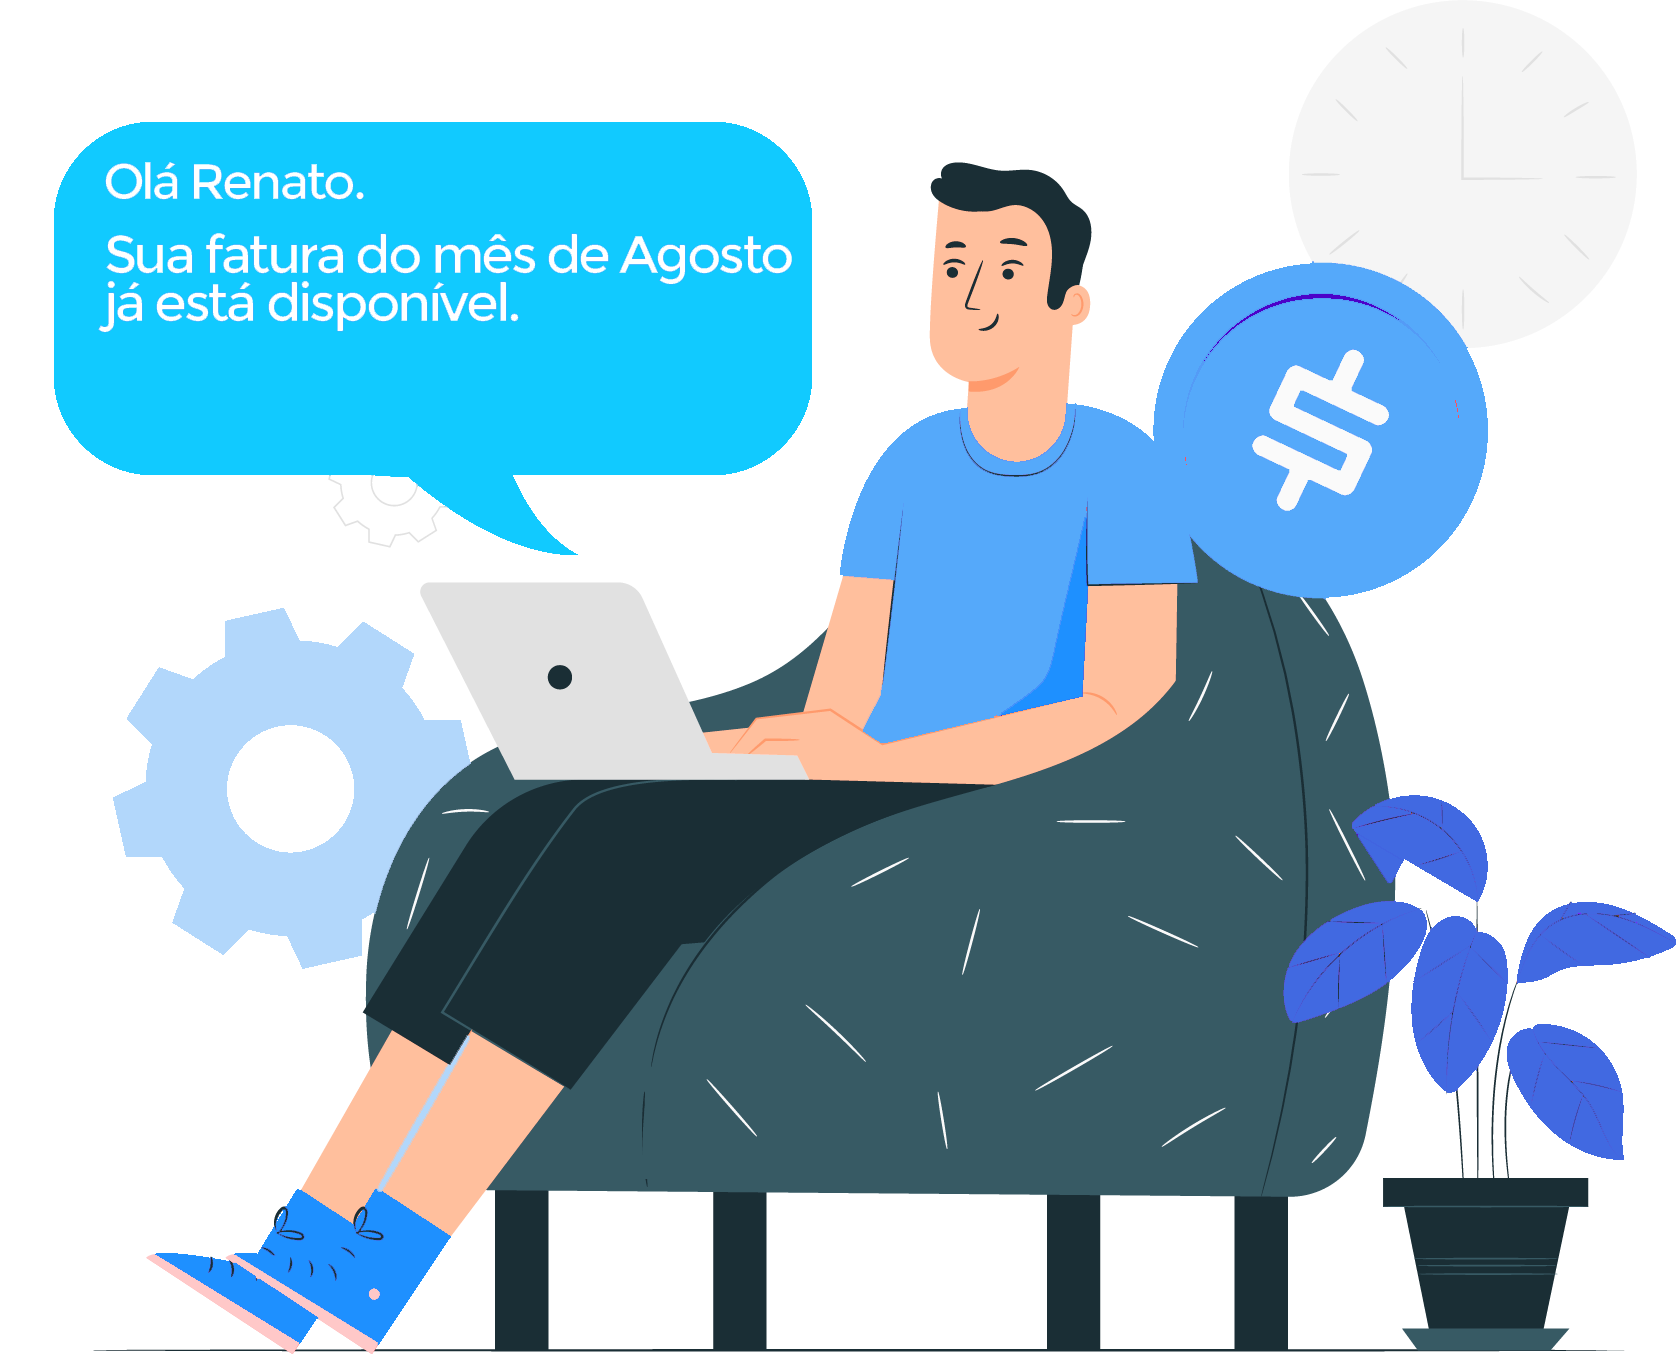 Olá Renato.
Sua fatura do mês de Agosto
já está disponível.